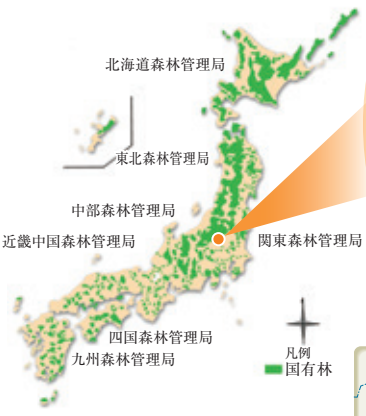 北海道森林管理局
東北森林管理局
中部森林管理局
近畿中国森林管理局
関東森林管理局
四国森林管理局
九州森林管理局
凡例
国有林